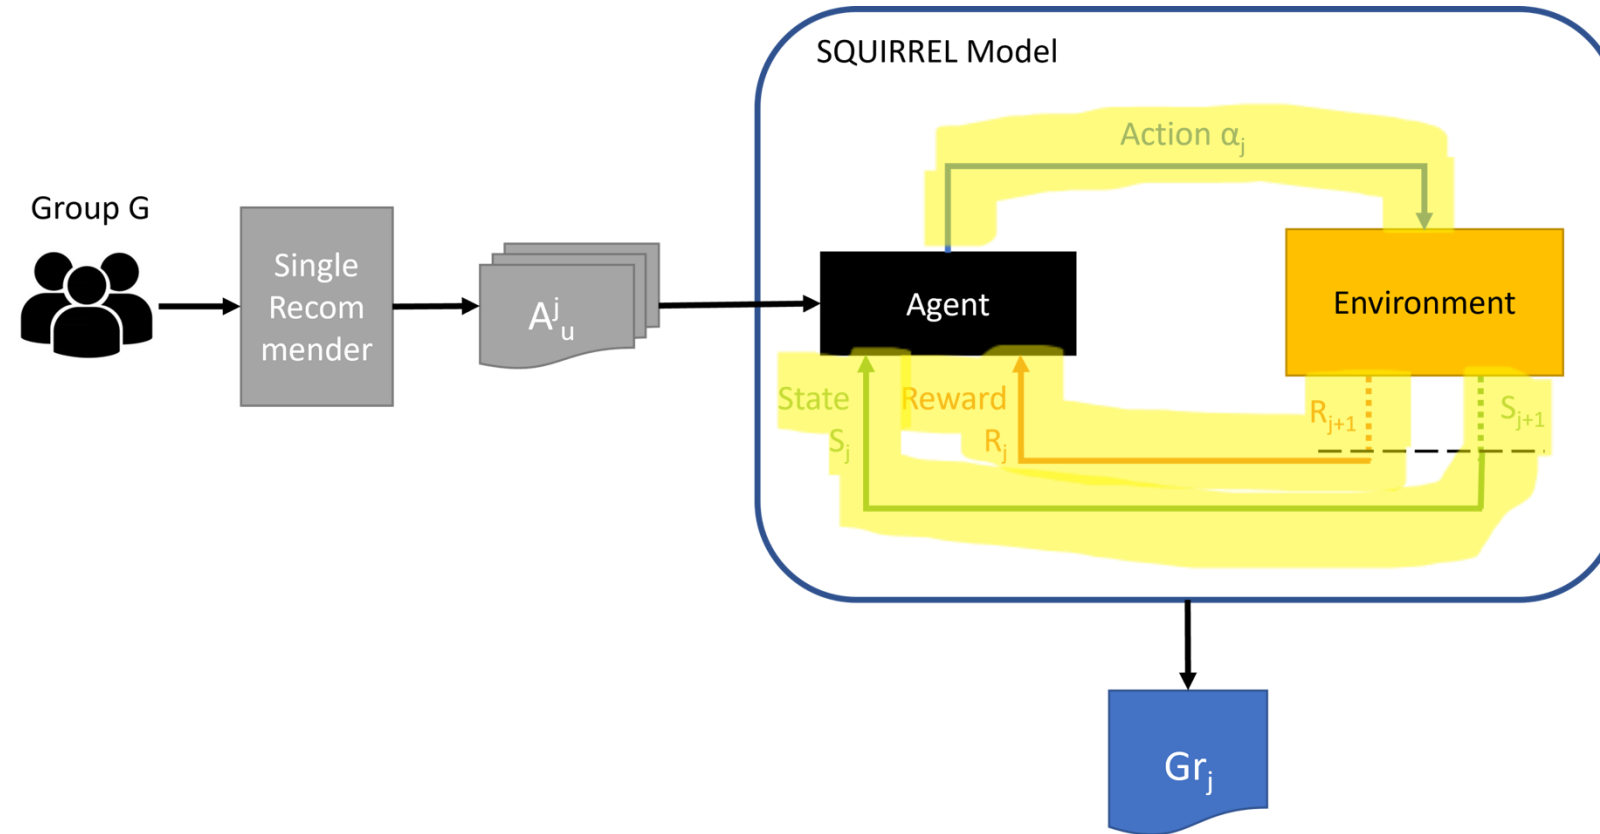 SQUIRREL Model
Action αj
Group G
Single
Recom
mender
A^j_u
Agent
Environment
State
Sj
Reward
Rj
Rj+1
Sj+1
Grj